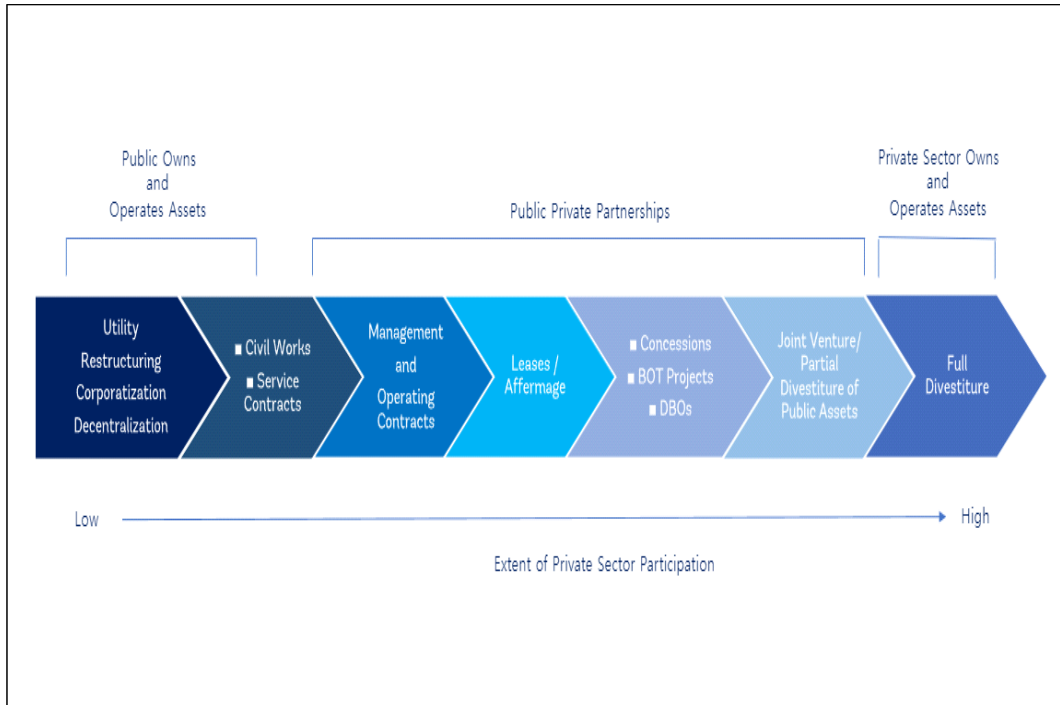 Public Owns
and
Operates Assets
Public Private Partnerships
Private Sector Owns
and
Operates Assets
Utility
Restructuring
Corporatization
Decentralization
■ Civil Works
■ Service
Contracts
Management
and
Operating
Contracts
Leases /
Affermage
■ Concessions
■ BOT Projects
■ DBOs
Joint Venture/
Partial
Divestiture of
Public Assets
Full
Divestiture
Low
High
Extent of Private Sector Participation